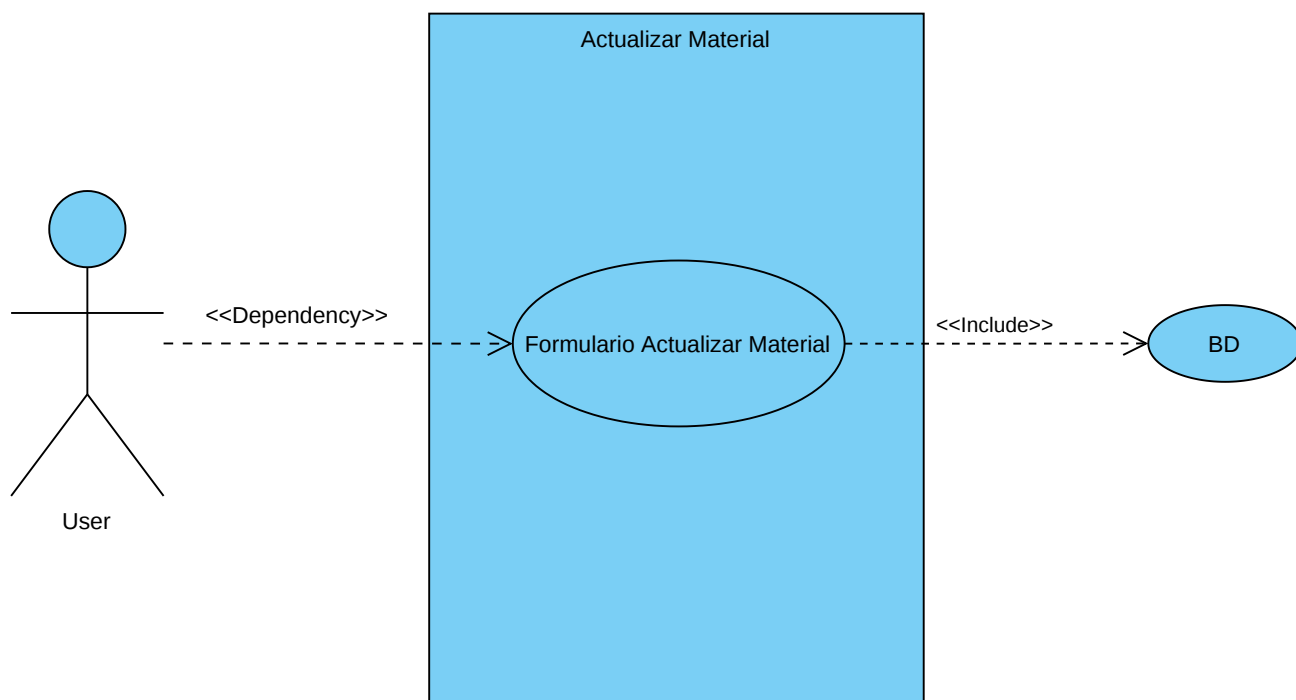 Actualizar Material
<<Dependency>>
Formulario Actualizar Material
<<Include>>
BD
User